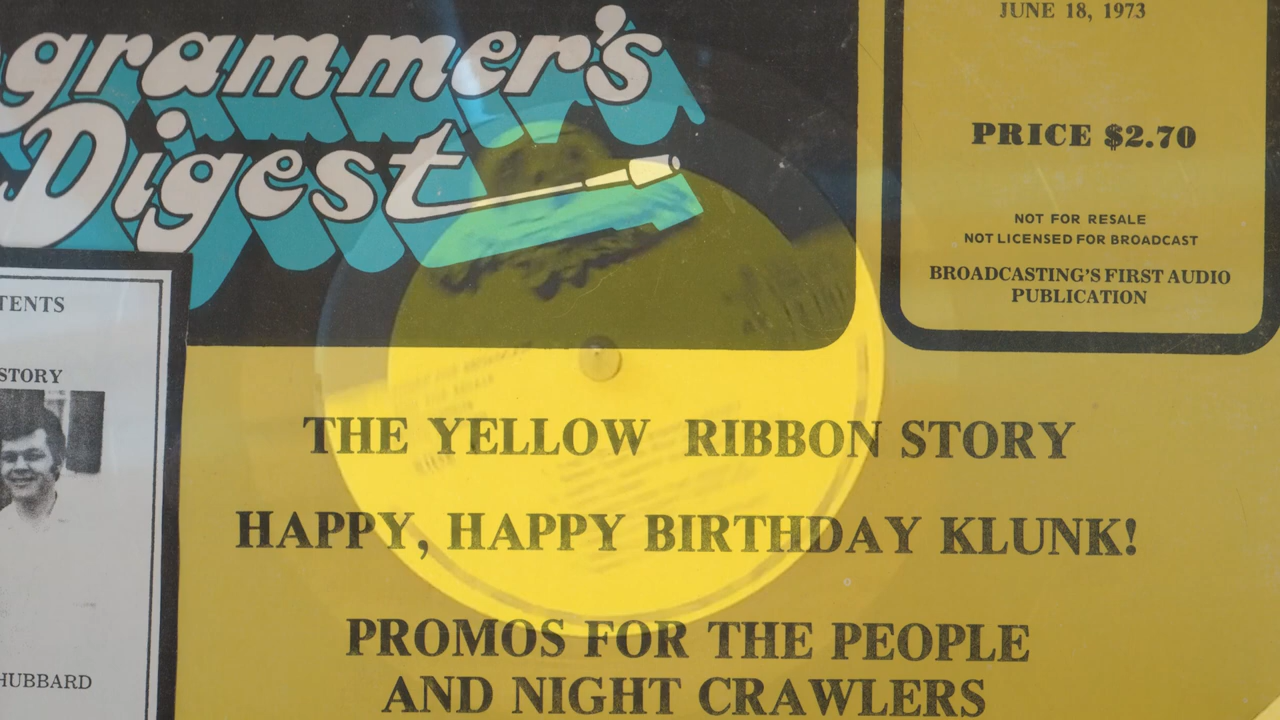 grammer's
Digest
JUNE 18, 1973
PRICE $2.70
NOT FOR RESALE
NOT LICENSED FOR BROADCAST
BROADCASTING'S FIRST AUDIO
PUBLICATION
TENTS
STORY
HUBBARD
THE YELLOW RIBBON STORY
HAPPY, HAPPY BIRTHDAY KLUNK!
PROMOS FOR THE PEOPLE
AND NIGHT CRAWLERS